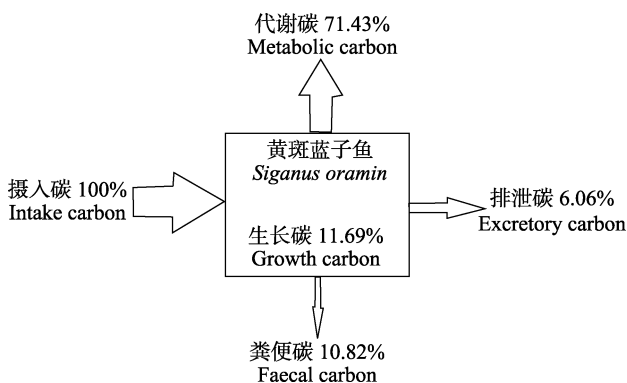 代谢碳 71.43%
Metabolic carbon
黄斑蓝子鱼
Siganus oramin
摄入碳 100%
Intake carbon
排泄碳 6.06%
Excretory carbon
生长碳 11.69%
Growth carbon
粪便碳 10.82%
Faecal carbon